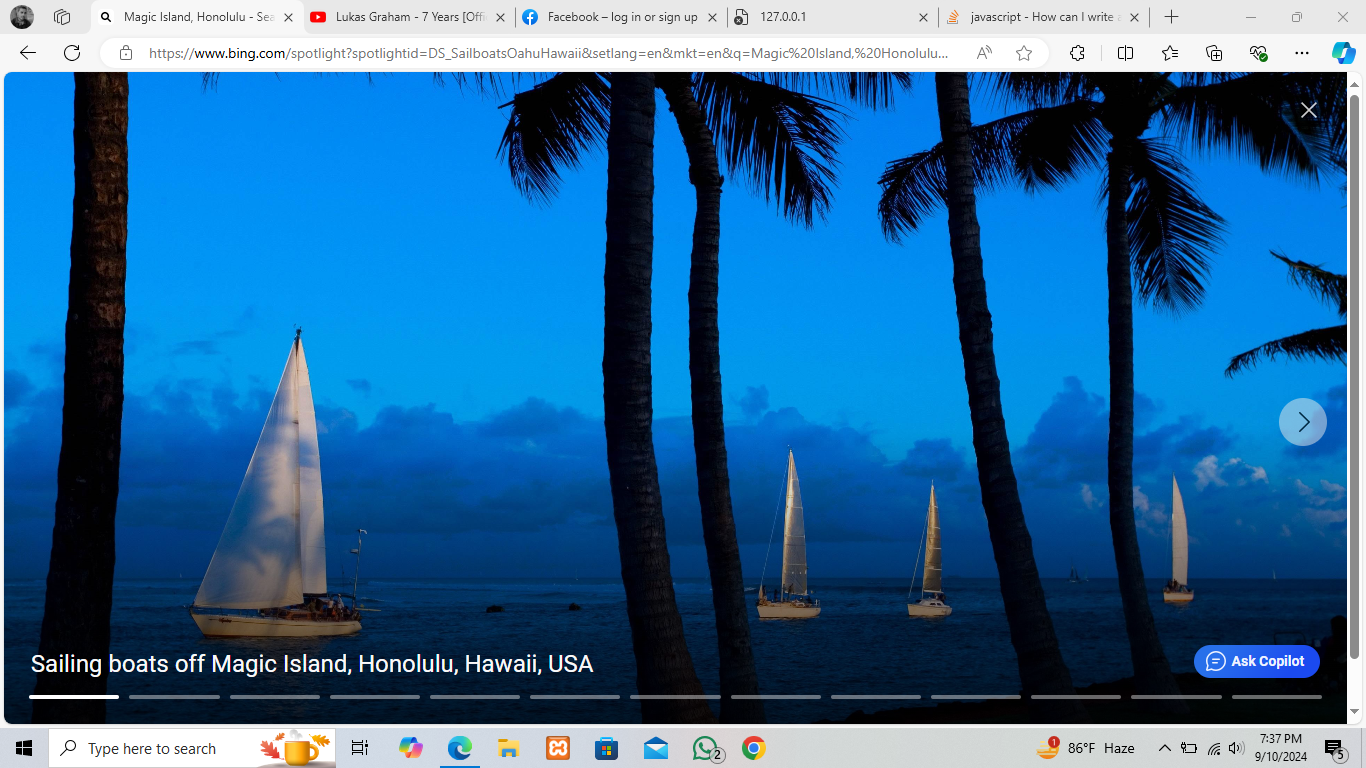 Magic Island, Honolulu - Sea
Lukas Graham - 7 Years [Offi
Facebook – log in or sign up
127.0.0.1
javascript - How can I write a
https://www.bing.com/spotlight?spotlightid=DS_SailboatsOahuHawaii&setlang=en&mkt=en&q=Magic%20Island,%20Honolulu...
Sailing boats off Magic Island, Honolulu, Hawaii, USA
Ask Copilot
Type here to search
2
1
86°F Haze
7:37 PM
9/10/2024
5